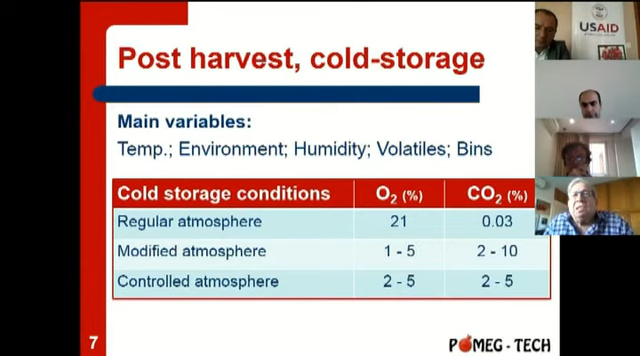 Post harvest, cold-storage
USAID
Main variables:
Temp.; Environment; Humidity; Volatiles; Bins
Cold storage conditions O2 (%) CO2 (%)
Regular atmosphere 21 0.03
Modified atmosphere 1 - 5 2 - 10
Controlled atmosphere 2 - 5 2 - 5
7
POMEG - TECH